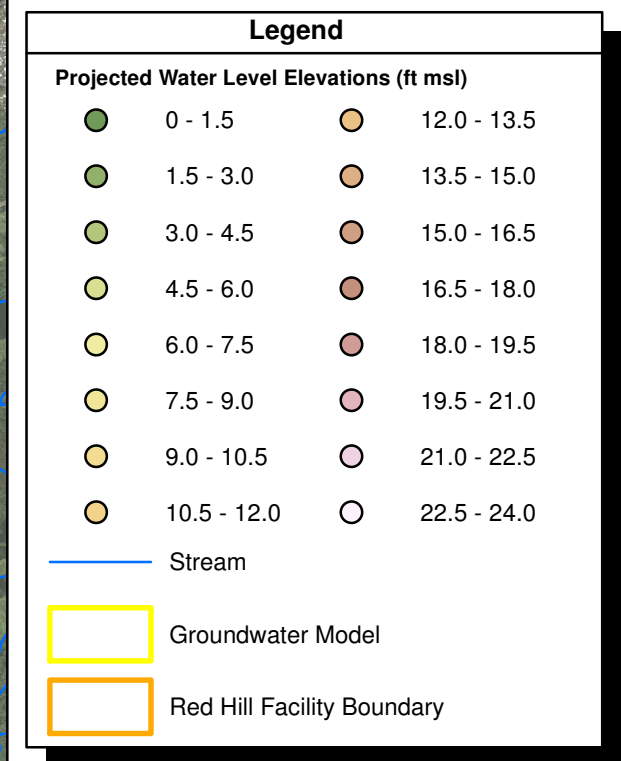 Legend
Projected Water Level Elevations (ft msl)
0 - 1.5
1.5 - 3.0
3.0 - 4.5
4.5 - 6.0
6.0 - 7.5
7.5 - 9.0
9.0 - 10.5
10.5 - 12.0
12.0 - 13.5
13.5 - 15.0
15.0 - 16.5
16.5 - 18.0
18.0 - 19.5
19.5 - 21.0
21.0 - 22.5
22.5 - 24.0
Stream
Groundwater Model
Red Hill Facility Boundary